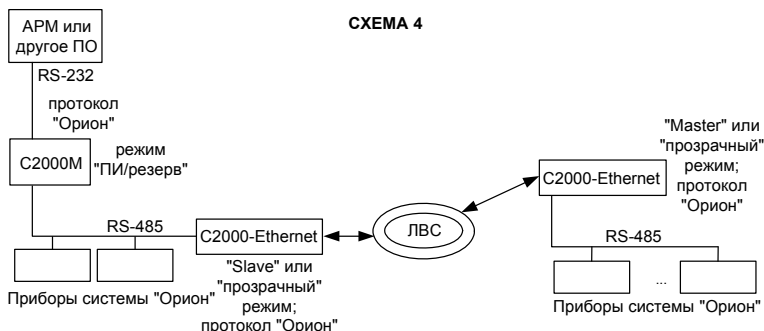 СХЕМА 4
АРМ или
другое ПО
RS-232
протокол
"Орион"
С2000М
режим
"ПИ/резерв"
RS-485
C2000-Ethernet
"Slave" или
"прозрачный"
режим;
протокол "Орион"
Приборы системы "Орион"
ЛВС
C2000-Ethernet
"Master" или
"прозрачный"
режим;
протокол
"Орион"
RS-485
...
Приборы системы "Орион"